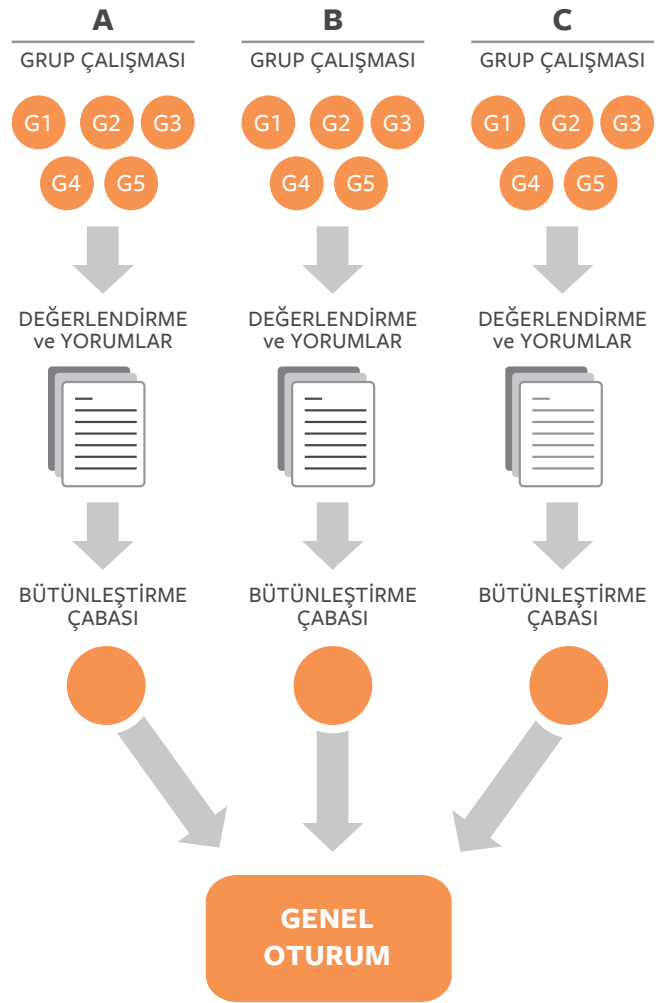 A
GRUP ÇALIŞMASI
G1 G2 G3
G4 G5
DEĞERLENDİRME
ve YORUMLAR
BÜTÜNLEŞTİRME
ÇABASI
B
GRUP ÇALIŞMASI
G1 G2 G3
G4 G5
DEĞERLENDİRME
ve YORUMLAR
BÜTÜNLEŞTİRME
ÇABASI
C
GRUP ÇALIŞMASI
G1 G2 G3
G4 G5
DEĞERLENDİRME
ve YORUMLAR
BÜTÜNLEŞTİRME
ÇABASI
GENEL
OTURUM